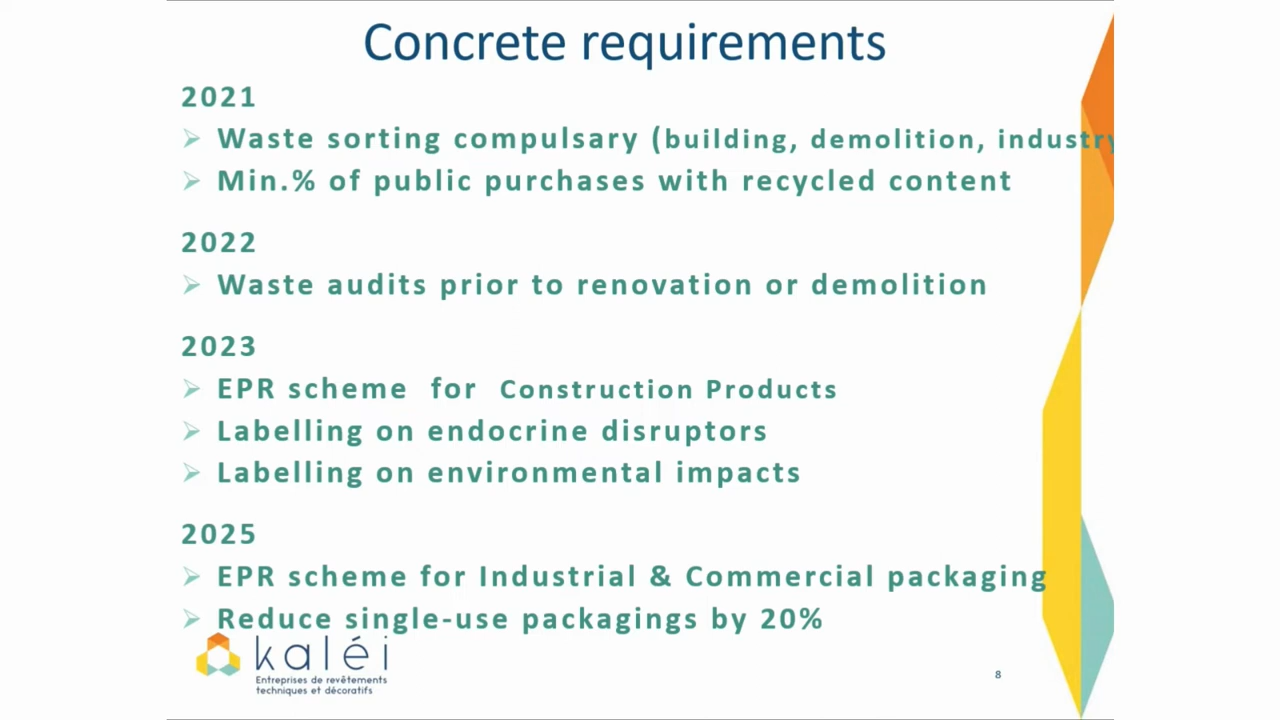 Concrete requirements
2021
Waste sorting compulsary (building, demolition, industry
Min.% of public purchases with recycled content
2022
Waste audits prior to renovation or demolition
2023
EPR scheme for Construction Products
Labelling on endocrine disruptors
Labelling on environmental impacts
2025
EPR scheme for Industrial & Commercial packaging
Reduce single-use packagings by 20%
kaléi
Entreprises de revêtements
techniques et décoratifs
8